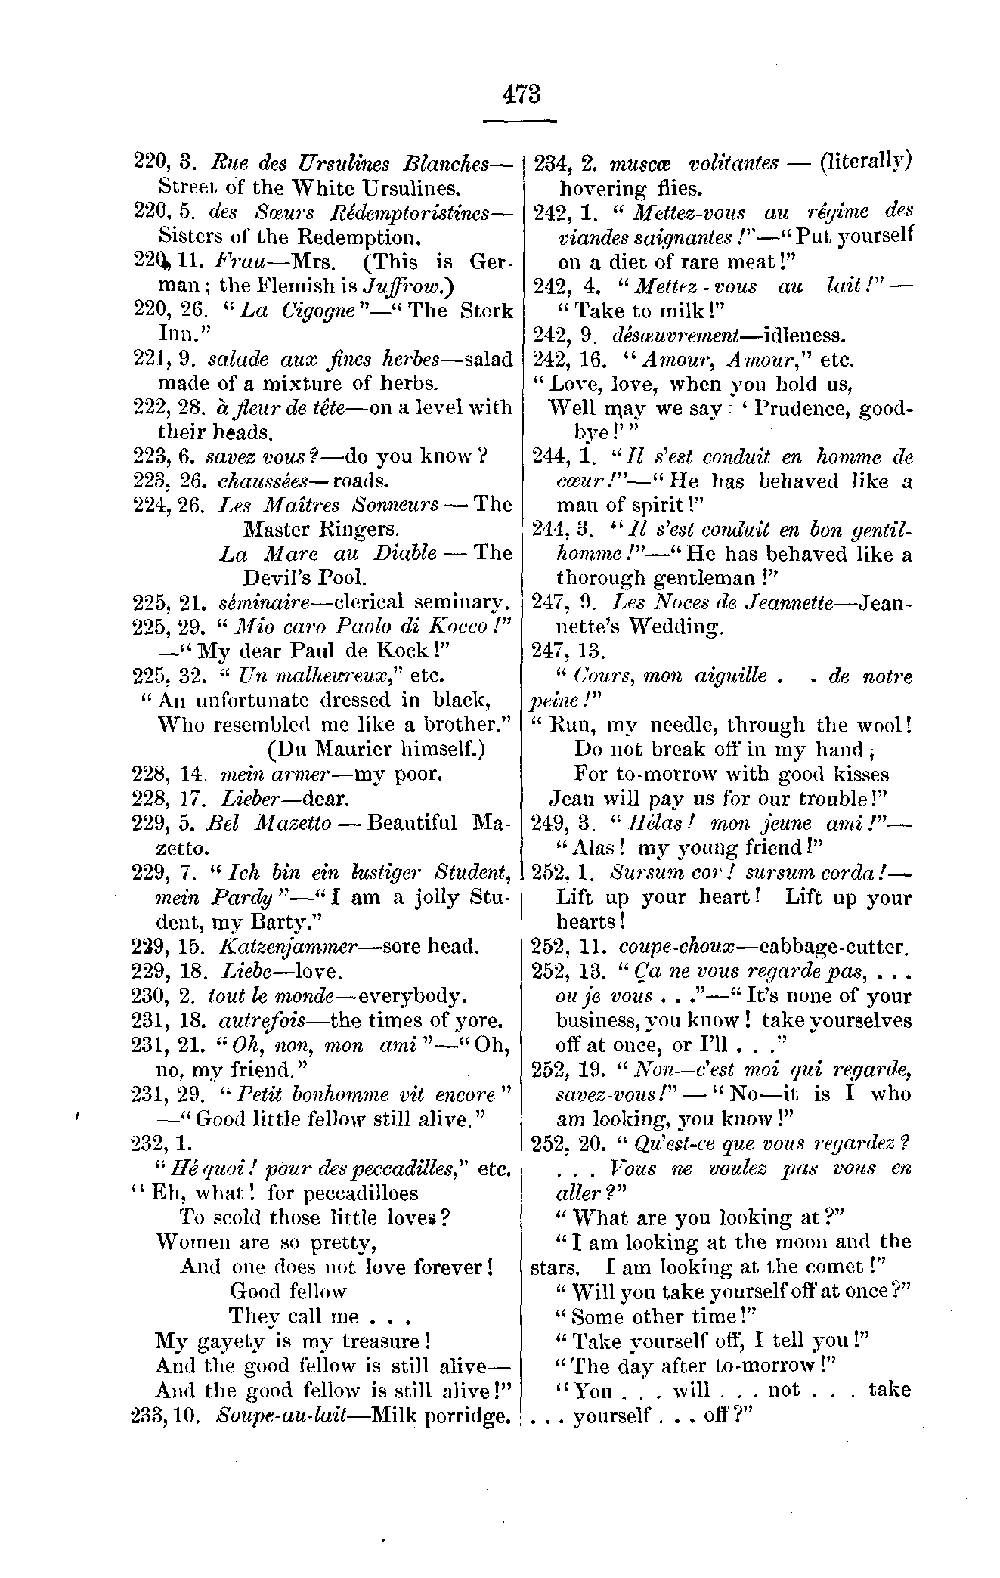 473
220, 3. Rue des Ursulines Blanches—
Street of the White Ursulines.
220, 5. des Sœurs Rédemptoristines—
Sisters of the Redemption.
220, 11. Frau—Mrs. (This is Ger-
man; the Flemish is Juffrow.)
220, 26. “La Cigogne”—“The Stork
Inn.”
221, 9. salade aux fines herbes—salad
made of a mixture of herbs.
222, 28. à fleur de tête—on a level with
their heads.
223, 6. savez vous?—do you know?
223, 26. chaussées—roads.
224, 26. Les Maîtres Sonneurs — The
Master Ringers.
La Mare au Diable — The
Devil's Pool.
225, 21. séminaire—clerical seminary.
225, 29. “Mio caro Paolo di Kocco!”
—“My dear Paul de Kock!”
225, 32. “Un malheureux,” etc.
“An unfortunate dressed in black,
Who resembled me like a brother.”
(Du Maurier himself.)
228, 14. mein armer—my poor.
228, 17. Lieber—dear.
229, 5. Bel Mazetto — Beautiful Ma-
zetto.
229, 7. “Ich bin ein lustiger Student,
mein Pardy”—“I am a jolly Stu-
dent, my Barty.”
229, 15. Katzenjammer—sore head.
229, 18. Liebe—love.
230, 2. tout le monde—everybody.
231, 18. autrefois—the times of yore.
231, 21. “Oh, non, mon ami”—“Oh,
no, my friend.”
231, 29. “Petit bonhomme vit encore”
—“Good little fellow still alive.”
232, 1.
“Hé quoi! pour des peccadilles,” etc.
“Eh, what! for peccadilloes
To scold those little loves?
Women are so pretty,
And one does not love forever!
Good fellow
They call me . . .
My gayety is my treasure!
And the good fellow is still alive—
And the good fellow is still alive!”
233, 10. Soupe-au-lait—Milk porridge.
234, 2. muscæ volitantes — (literally)
hovering flies.
242, 1. “Mettez-vous au régime des
viandes saignantes!”—“Put yourself
on a diet of rare meat!”
242, 4. “Mettez-vous au lait!”—
“Take to milk!”
242, 9. désœuvrement—idleness.
242, 16. “Amour, Amour,” etc.
“Love, love, when you hold us,
Well may we say: ‘Prudence, good-
bye!’”
244, 1. “Il s'est conduit en homme de
cœur!”—“He has behaved like a
man of spirit!”
244, 3. “Il s'est conduit en bon gentil-
homme!”—“He has behaved like a
thorough gentleman!”
247, 9. Les Noces de Jeannette—Jean-
nette's Wedding.
247, 13.
“Cours, mon aiguille . . de notre
peine!”
“Run, my needle, through the wool!
Do not break off in my hand;
For to-morrow with good kisses
Jean will pay us for our trouble!”
249, 3. “Hélas! mon jeune ami!”—
“Alas! my young friend!”
252, 1. Sursum cor! sursum corda!—
Lift up your heart! Lift up your
hearts!
252, 11. coupe-choux—cabbage-cutter.
252, 13. “Ça ne vous regarde pas, . . .
ou je vous . . .”—“It's none of your
business, you know! take yourselves
off at once, or I'll . . .”
252, 19. “Non—c'est moi qui regarde,
savez-vous!” — “No—it is I who
am looking, you know!”
252, 20. “Qu'est-ce que vous regardez?
. . . Vous ne voulez pas vous en
aller?”
“What are you looking at?”
“I am looking at the moon and the
stars. I am looking at the comet!”
“Will you take yourself off at once?”
“Some other time!”
“Take yourself off, I tell you!”
“The day after to-morrow!”
“You . . . will . . . not . . . take
. . . yourself . . . off?”